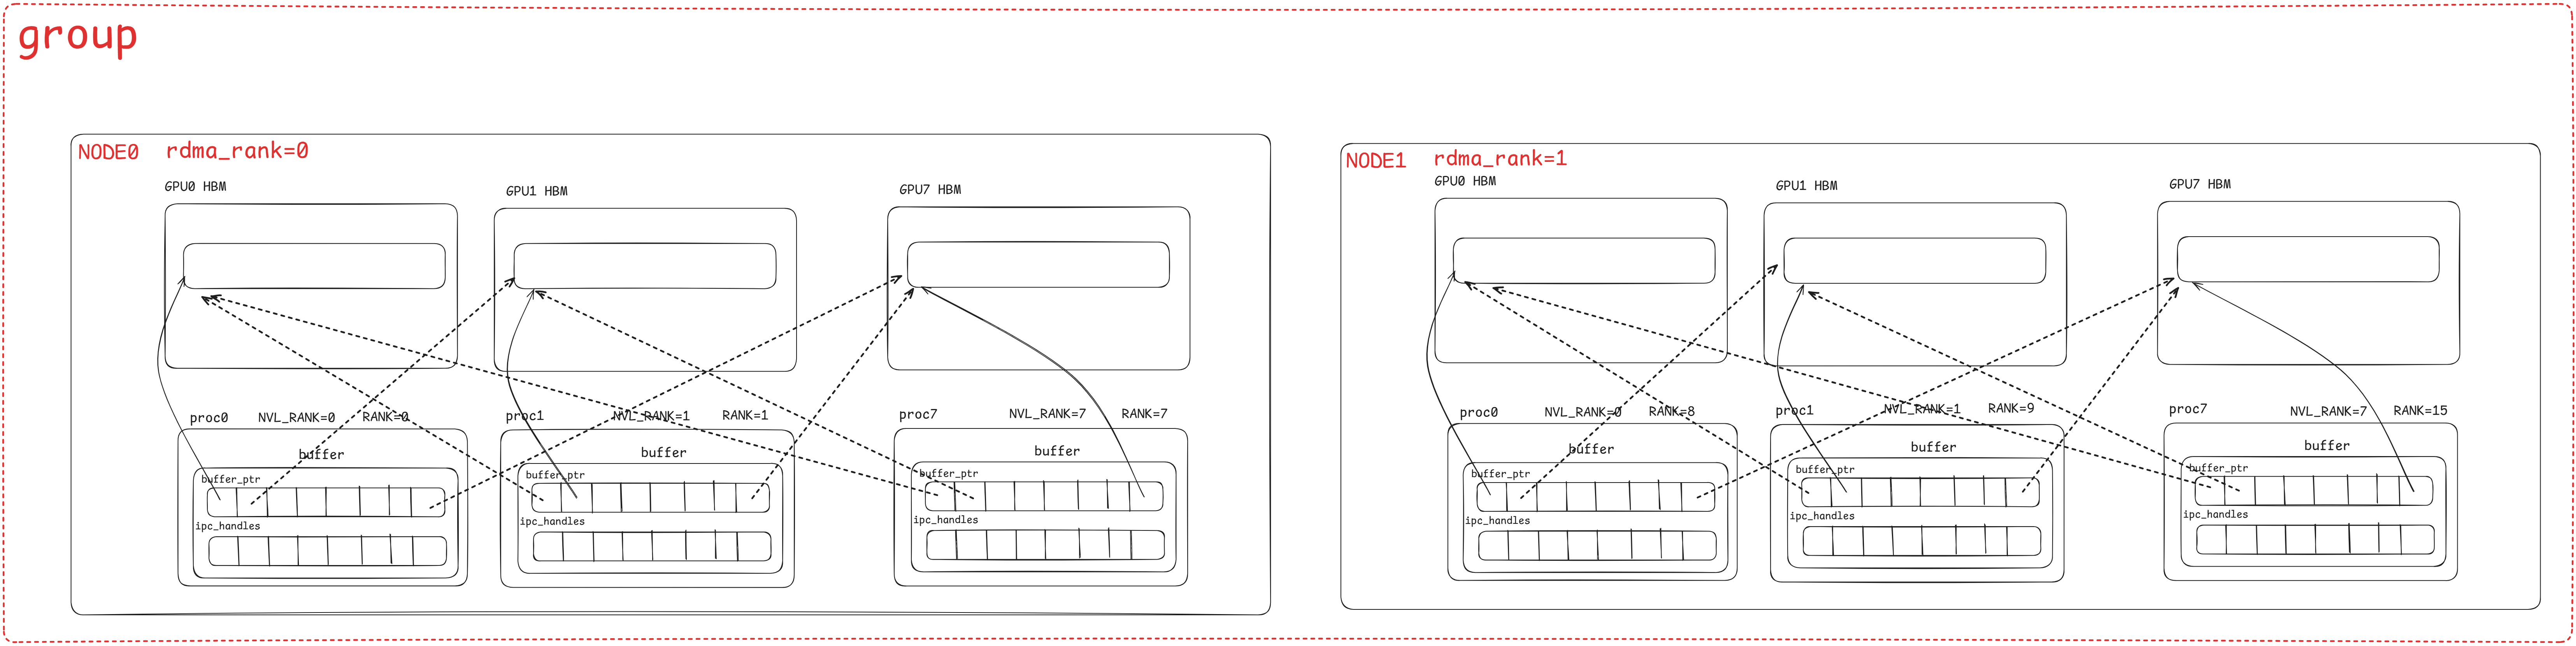 group
NODE0 rdma_rank=0
GPU0 HBM
GPU1 HBM
GPU7 HBM
proc0 NVL_RANK=0 RANK=0
buffer
buffer_ptr
ipc_handles
proc1 NVL_RANK=1 RANK=1
buffer
buffer_ptr
ipc_handles
proc7 NVL_RANK=7 RANK=7
buffer
buffer_ptr
ipc_handles
NODE1 rdma_rank=1
GPU0 HBM
GPU1 HBM
GPU7 HBM
proc0 NVL_RANK=0 RANK=8
buffer
buffer_ptr
ipc_handles
proc1 NVL_RANK=1 RANK=9
buffer
buffer_ptr
ipc_handles
proc7 NVL_RANK=7 RANK=15
buffer
buffer_ptr
ipc_handles